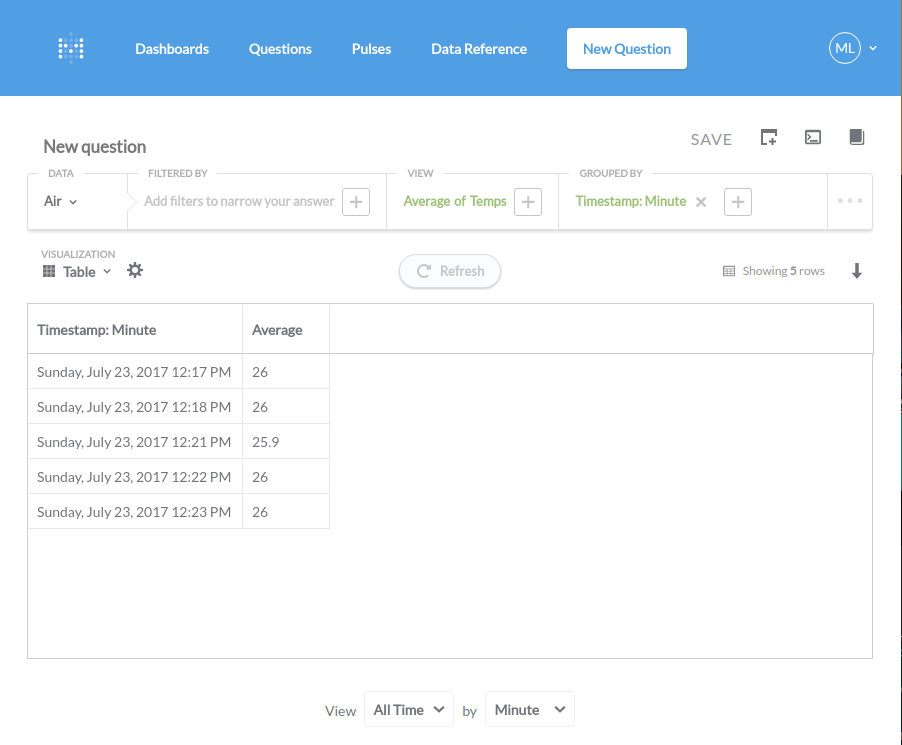 Dashboards Questions Pulses Data Reference New Question ML
New question SAVE
DATA FILTERED BY VIEW GROUPED BY
Air Add filters to narrow your answer Average of Temps Timestamp: Minute
VISUALIZATION
Table Refresh Showing 5 rows
Timestamp: Minute Average
Sunday, July 23, 2017 12:17 PM 26
Sunday, July 23, 2017 12:18 PM 26
Sunday, July 23, 2017 12:21 PM 25.9
Sunday, July 23, 2017 12:22 PM 26
Sunday, July 23, 2017 12:23 PM 26
View All Time by Minute